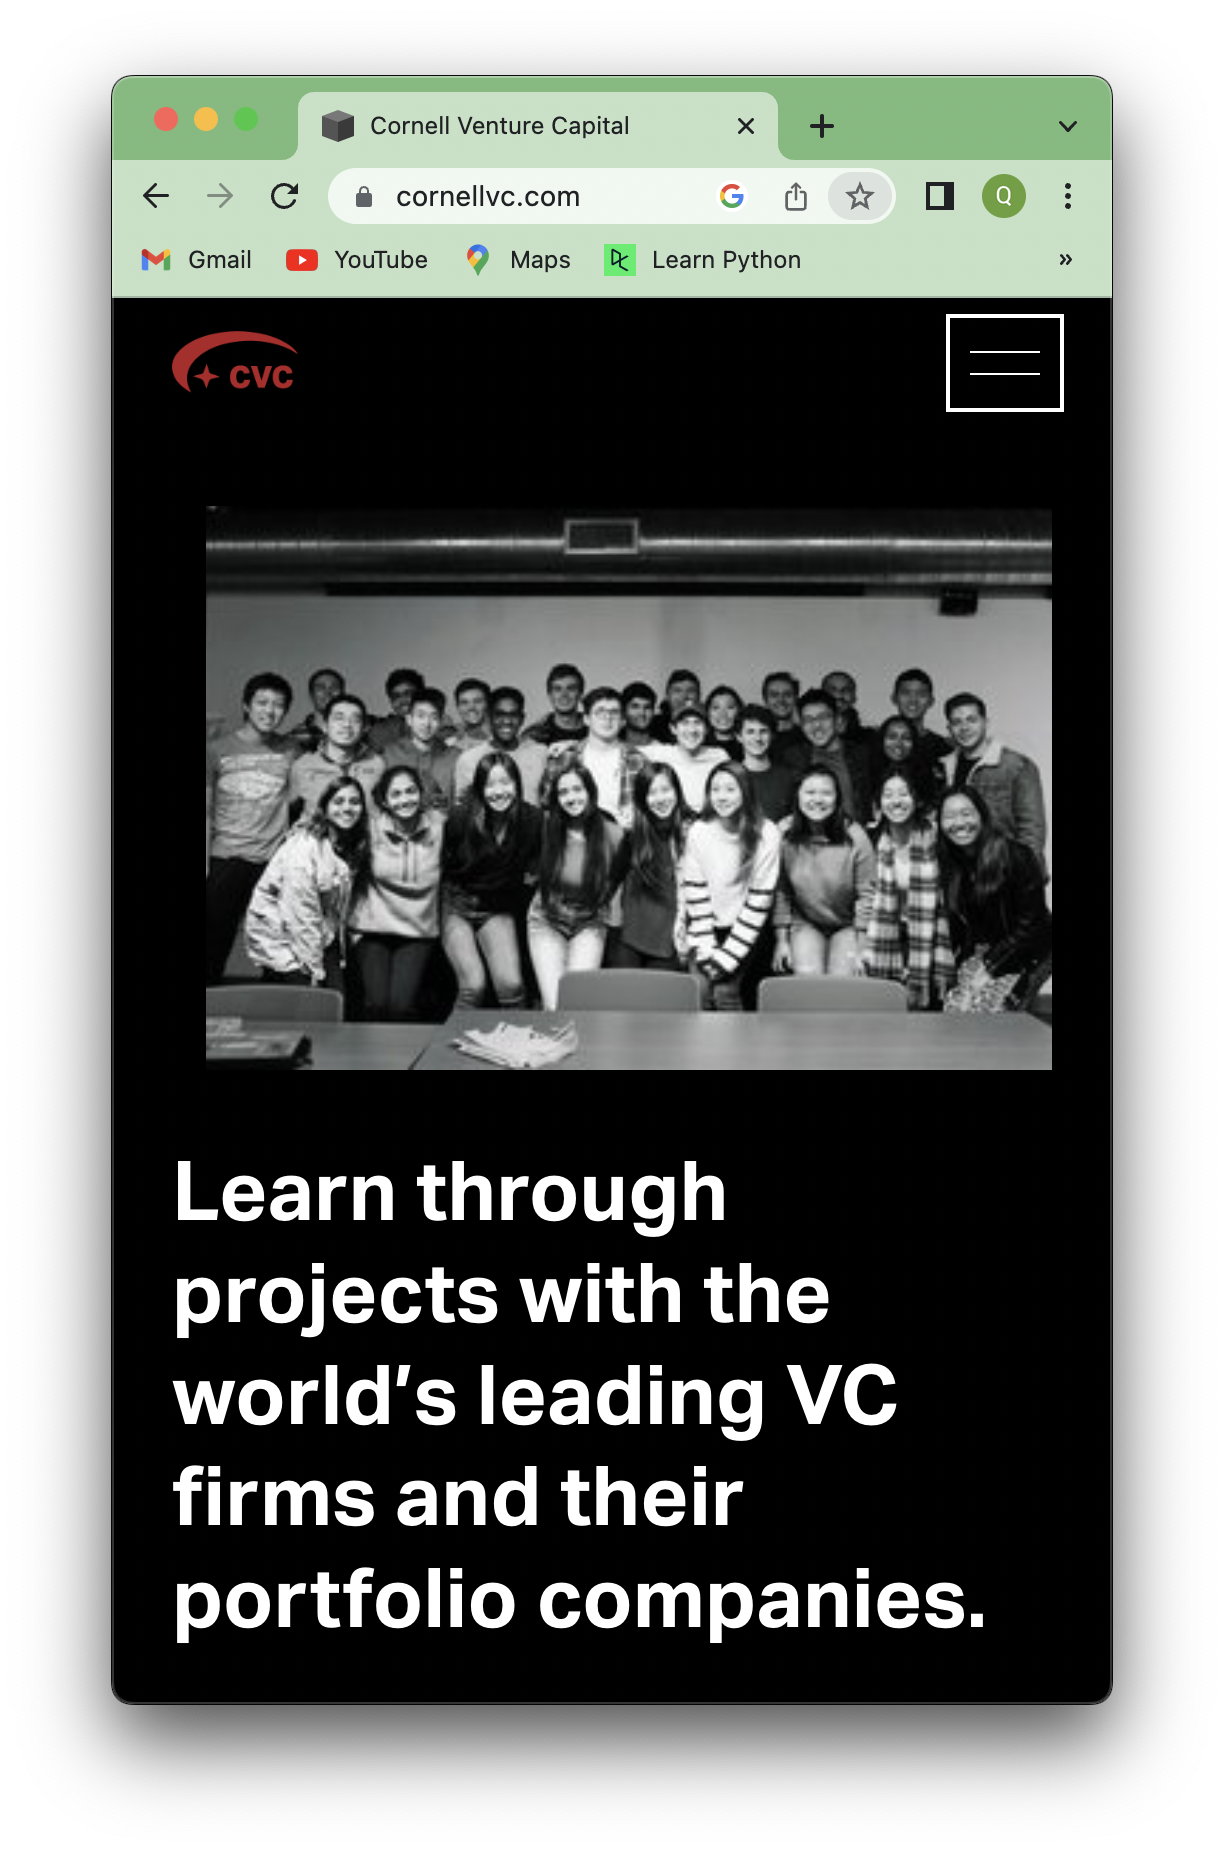 Cornell Venture Capital
cornellvc.com
Q
Gmail
YouTube
Maps
Learn Python
»
cvc
Learn through
projects with the
world’s leading VC
firms and their
portfolio companies.